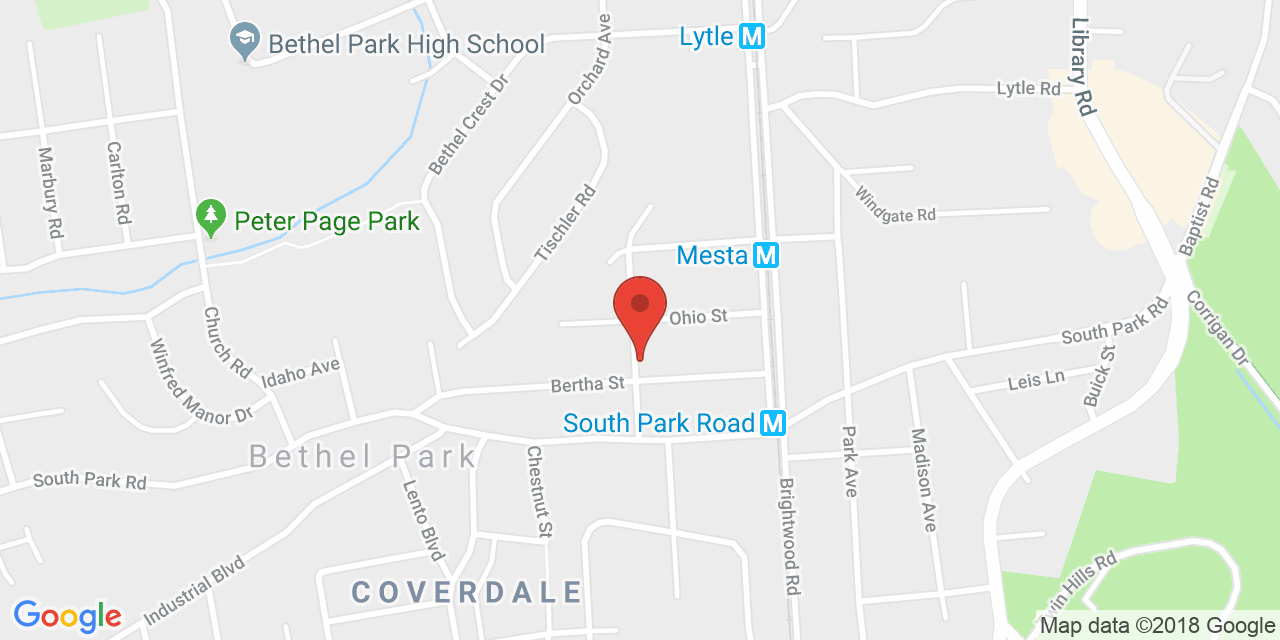 Lytle M
Library Rd
Bethel Park High School
Orchard Ave
Lytle Rd
Bethel Crest Dr
Marbury Rd
Carlton Rd
Windgate Rd
Baptist Rd
Peter Page Park
Tischler Rd
Mesta M
Ohio St
South Park Rd
Corrigan Dr
Church Rd
Idaho Ave
Winfred Manor Dr
Bertha St
Leis Ln
Buick St
South Park Road M
Bethel Park
South Park Rd
Chestnut St
Lento Blvd
Park Ave
Madison Ave
Brightwood Rd
COVERDALE
Industrial Blvd
Hills Rd
Google
Map data ©2018 Google